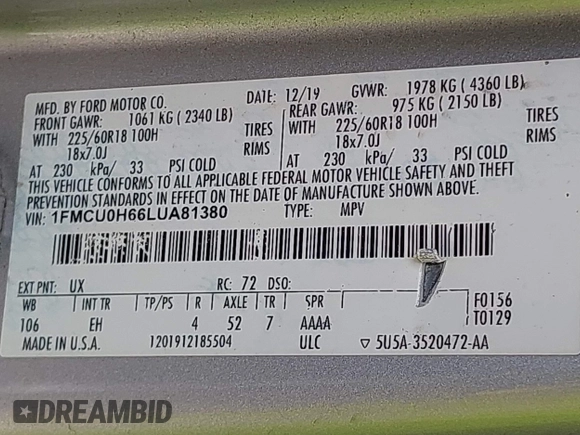 MFD. BY FORD MOTOR CO. DATE: 12/19 GVWR: 1978 KG ( 4360 LB)
FRONT GAWR: 1061 KG ( 2340 LB) REAR GAWR: 975 KG ( 2150 LB)
WITH 225/60R18 100H TIRES WITH 225/60R18 100H TIRES
18x7.0J RIMS 18x7.0J RIMS
AT 230 kPa/ 33 PSI COLD AT 230 kPa/ 33 PSI COLD
THIS VEHICLE CONFORMS TO ALL APPLICABLE FEDERAL MOTOR VEHICLE SAFETY AND THEFT
PREVENTION STANDARDS IN EFFECT ON THE DATE OF MANUFACTURE SHOWN ABOVE.
VIN: 1FMCU0H66LUA81380 TYPE: MPV
EXT PNT: UX RC: 72 DSO:
WB INT TR TP/PS R AXLE TR SPR F0156
106 EH 4 52 7 AAAA T0129
MADE IN U.S.A. 1201912185504 ULC ▽ 5U5A-3520472-AA
DREAMBID